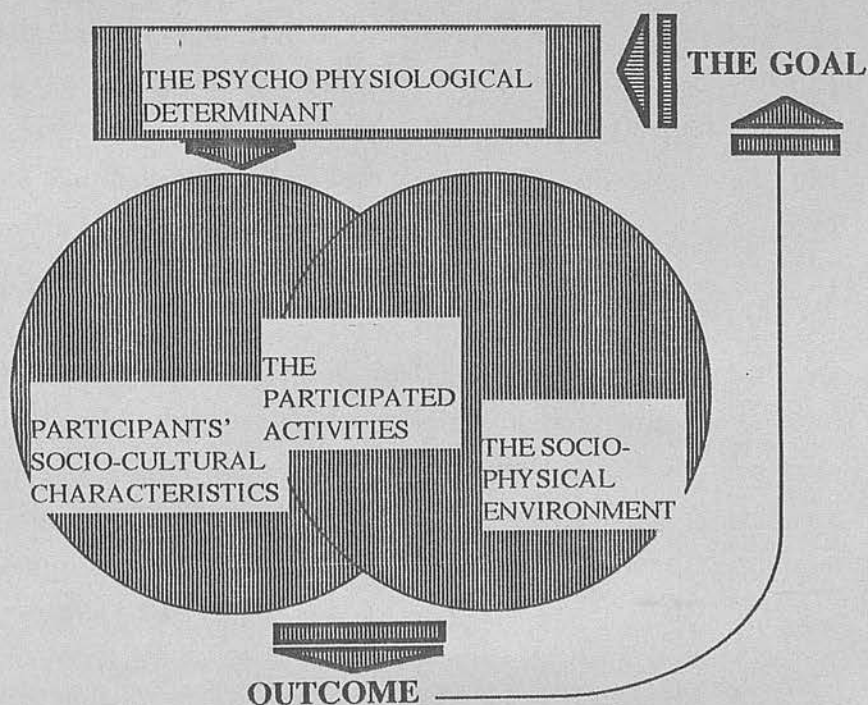 THE PSYCHO PHYSIOLOGICAL
DETERMINANT
THE GOAL
THE
PARTICIPATED
ACTIVITIES
PARTICIPANTS'
SOCIO-CULTURAL
CHARACTERISTICS
THE SOCIO-
PHYSICAL
ENVIRONMENT
OUTCOME